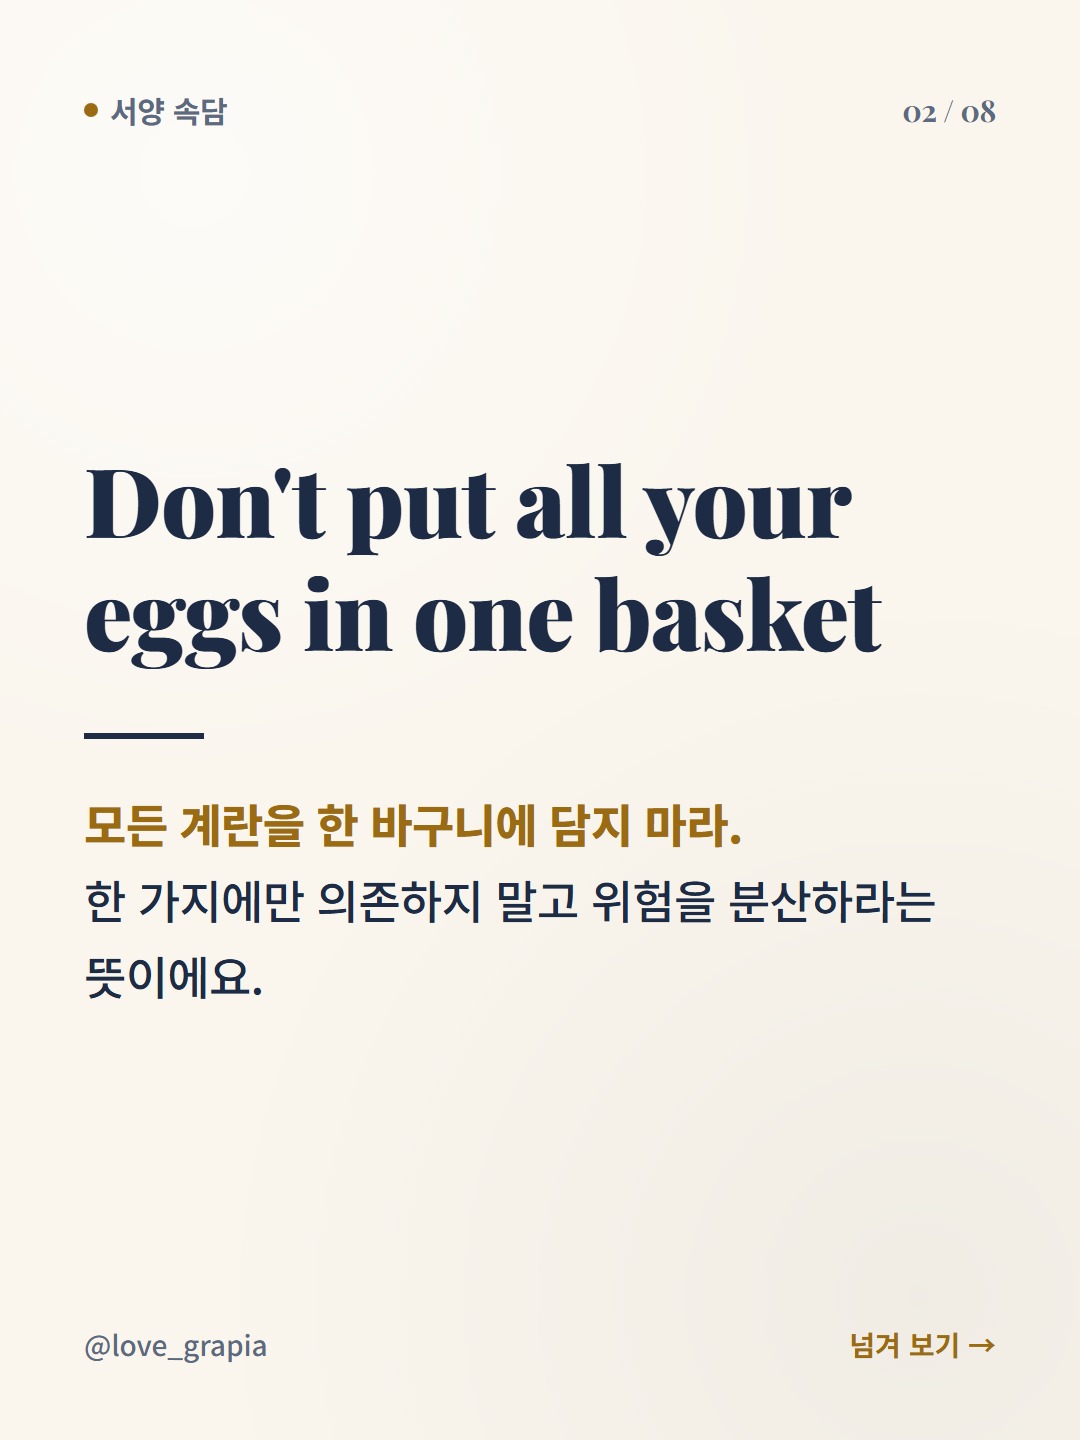 서양 속담
02 / 08
Don't put all your
eggs in one basket
모든 계란을 한 바구니에 담지 마라.
한 가지에만 의존하지 말고 위험을 분산하라는
뜻이에요.
@love_grapia
넘겨 보기 →